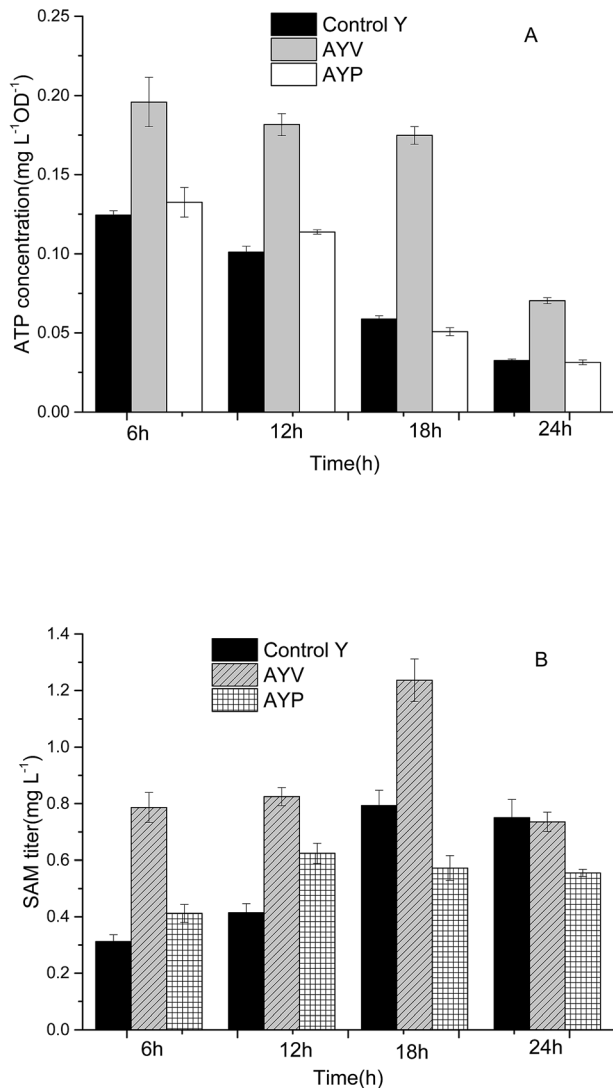 A
Control Y
AYV
AYP
0.25
0.20
0.15
0.10
0.05
0.00
ATP concentration(mg L⁻¹OD⁻¹)
6h 12h 18h 24h
Time(h)
B
Control Y
AYV
AYP
1.4
1.2
1.0
0.8
0.6
0.4
0.2
0.0
SAM titer(mg L⁻¹)
6h 12h 18h 24h
Time(h)